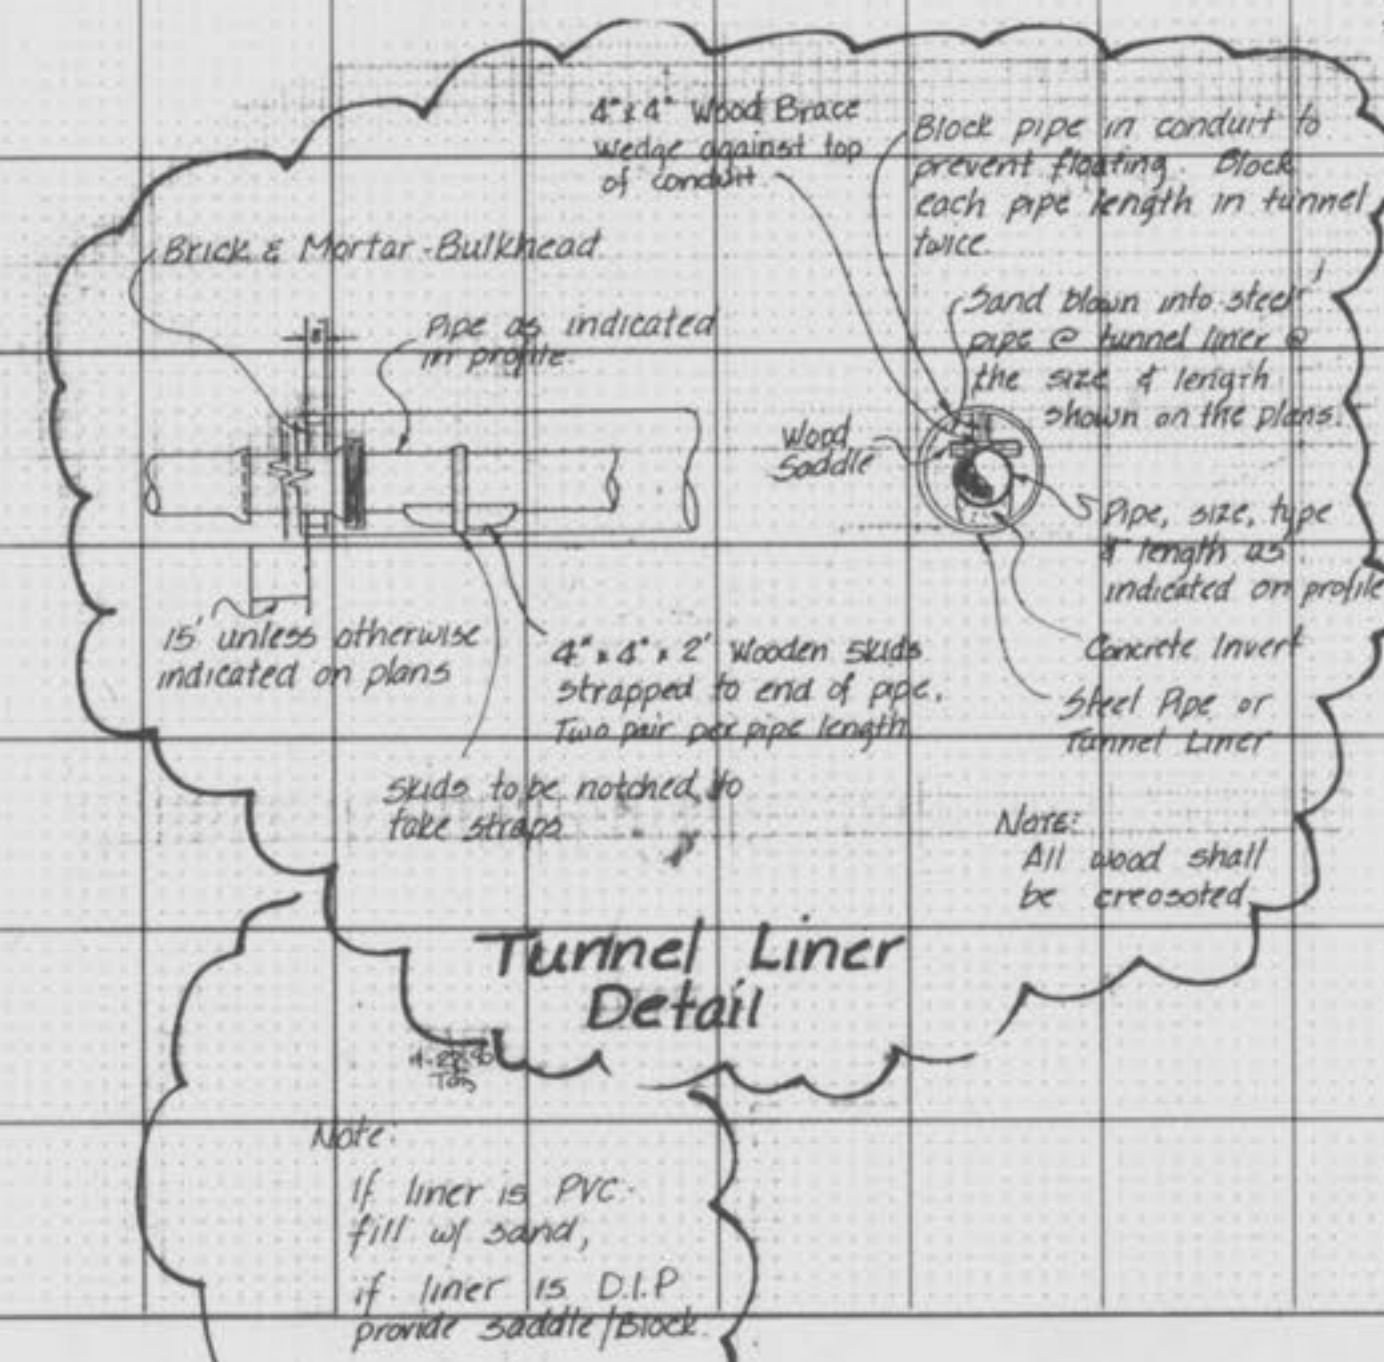 4" x 4" Wood Brace
wedge against top
of conduit
Block pipe in conduit to
prevent floating. Block
each pipe length in tunnel
twice.
Brick & Mortar-Bulkhead
Pipe as indicated
in profile.
8"
Sand blown into steel
pipe @ tunnel liner @
the size & length
shown on the plans.
Wood
Saddle
Pipe, size, type
& length as
indicated on profile
15' unless otherwise
indicated on plans
4" x 4" x 2' Wooden Skids
strapped to end of pipe.
Two pair per pipe length
Concrete Invert
Steel Pipe or
Tunnel Liner
Skids to be notched to
take straps
Note:
All wood shall
be creosoted
Tunnel Liner
Detail
Note:
If liner is PVC
fill w/ sand,
if liner is D.I.P
provide saddle/Block.